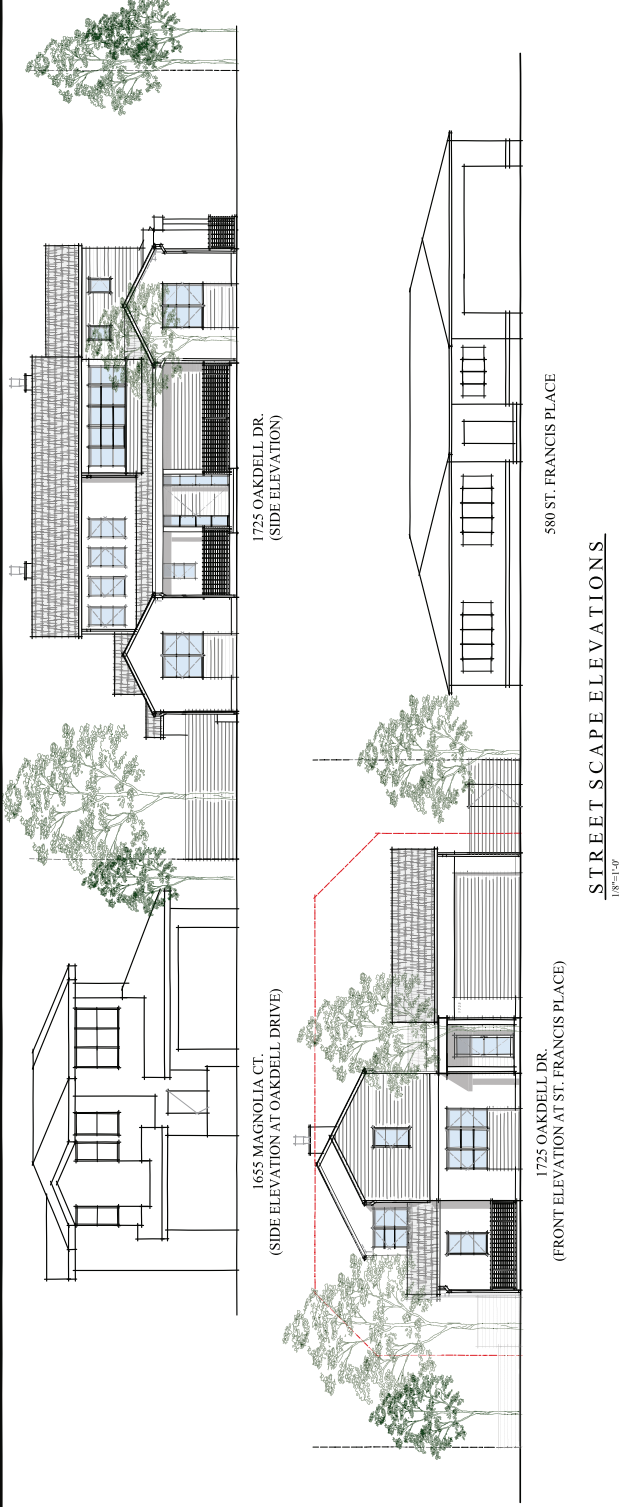 1655 MAGNOLIA CT.
(SIDE ELEVATION AT OAKDELL DRIVE)
1725 OAKDELL DR.
(SIDE ELEVATION)
1725 OAKDELL DR.
(FRONT ELEVATION AT ST. FRANCIS PLACE)
580 ST. FRANCIS PLACE
STREET SCAPE ELEVATIONS
1/8"=1'-0"